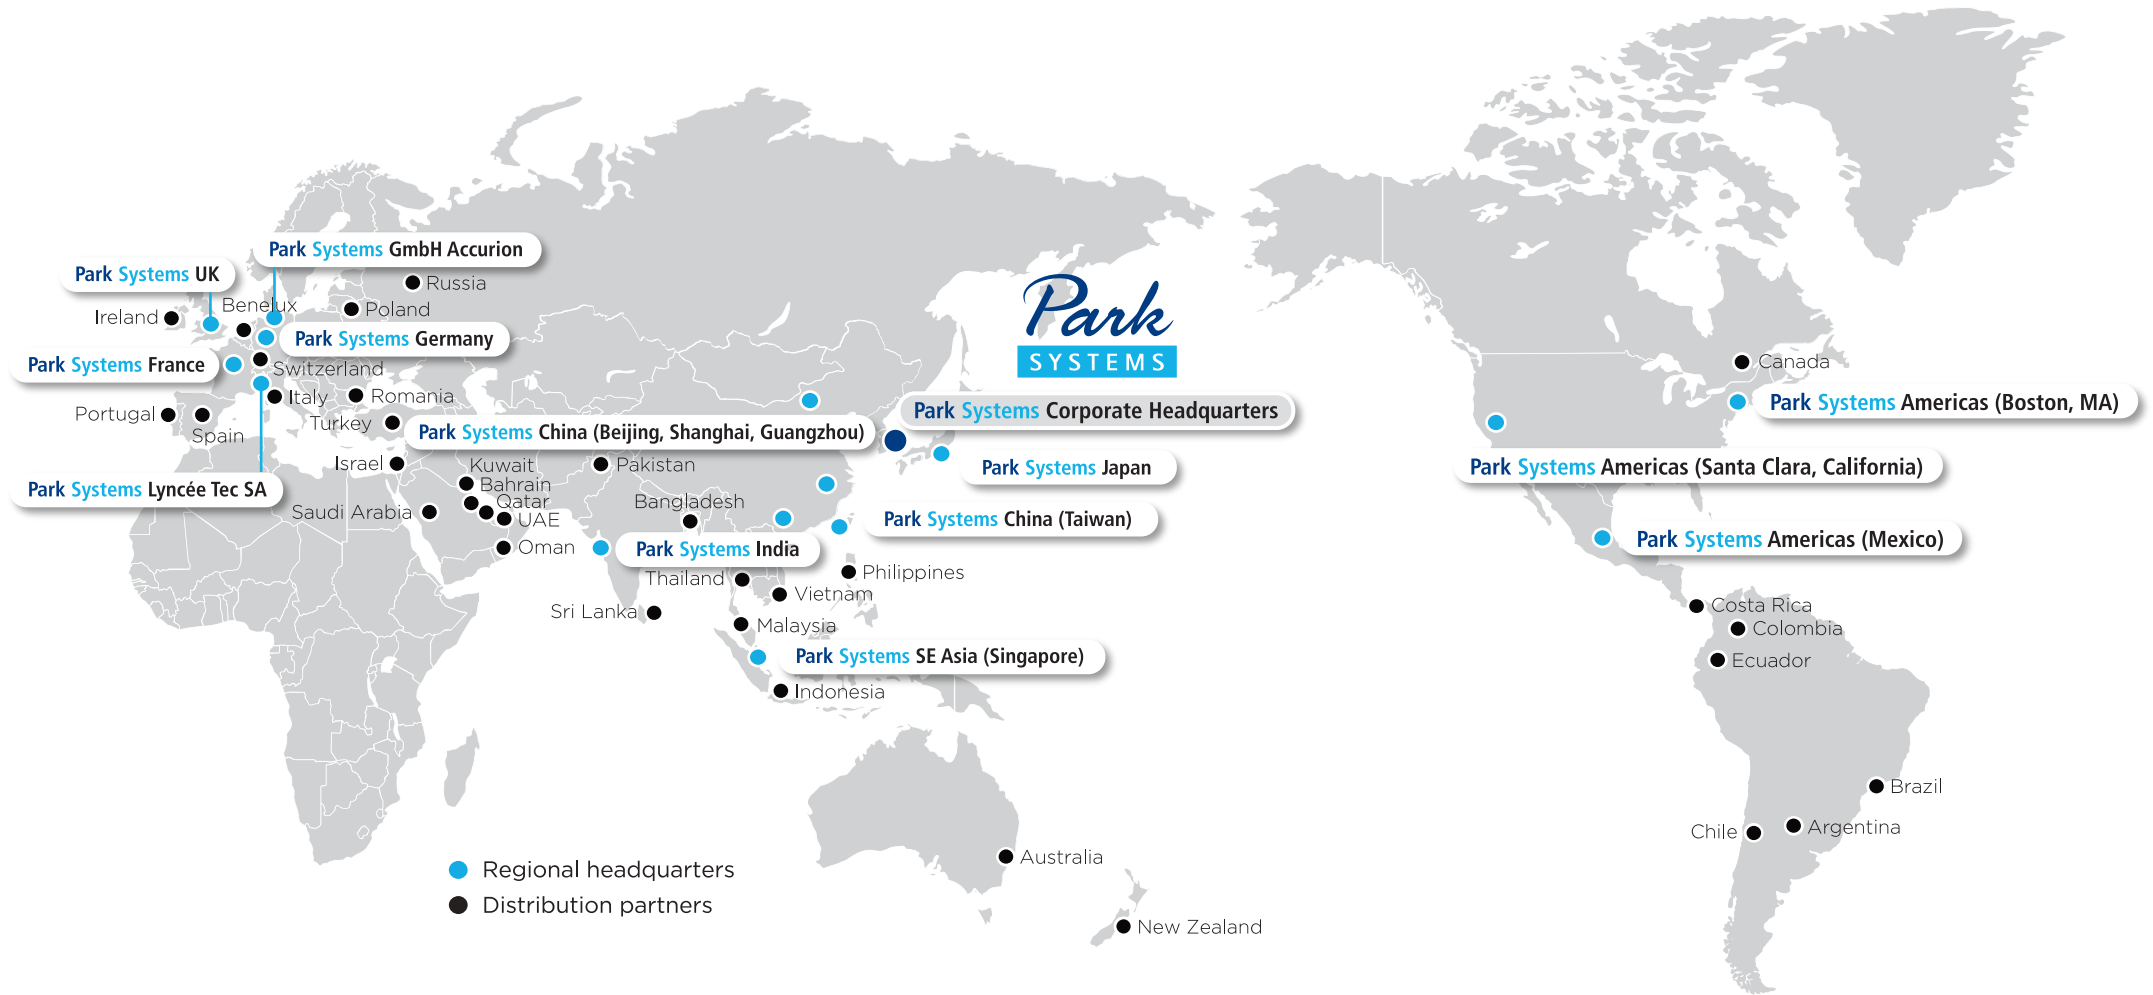 Park Systems GmbH Accurion
Park Systems UK
Russia
Benelux
Poland
Ireland
Park Systems Germany
Park Systems France
Switzerland
Italy
Romania
Portugal
Spain
Turkey
Park Systems China (Beijing, Shanghai, Guangzhou)
Israel
Kuwait
Pakistan
Bahrain
Park Systems Lyncée Tec SA
Qatar
Bangladesh
Saudi Arabia
UAE
Oman
Park Systems India
Thailand
Vietnam
Philippines
Sri Lanka
Malaysia
Park Systems SE Asia (Singapore)
Indonesia
Park
SYSTEMS
Park Systems Corporate Headquarters
Park Systems Japan
Park Systems China (Taiwan)
Canada
Park Systems Americas (Boston, MA)
Park Systems Americas (Santa Clara, California)
Park Systems Americas (Mexico)
Costa Rica
Colombia
Ecuador
Brazil
Chile
Argentina
Australia
New Zealand
Regional headquarters
Distribution partners